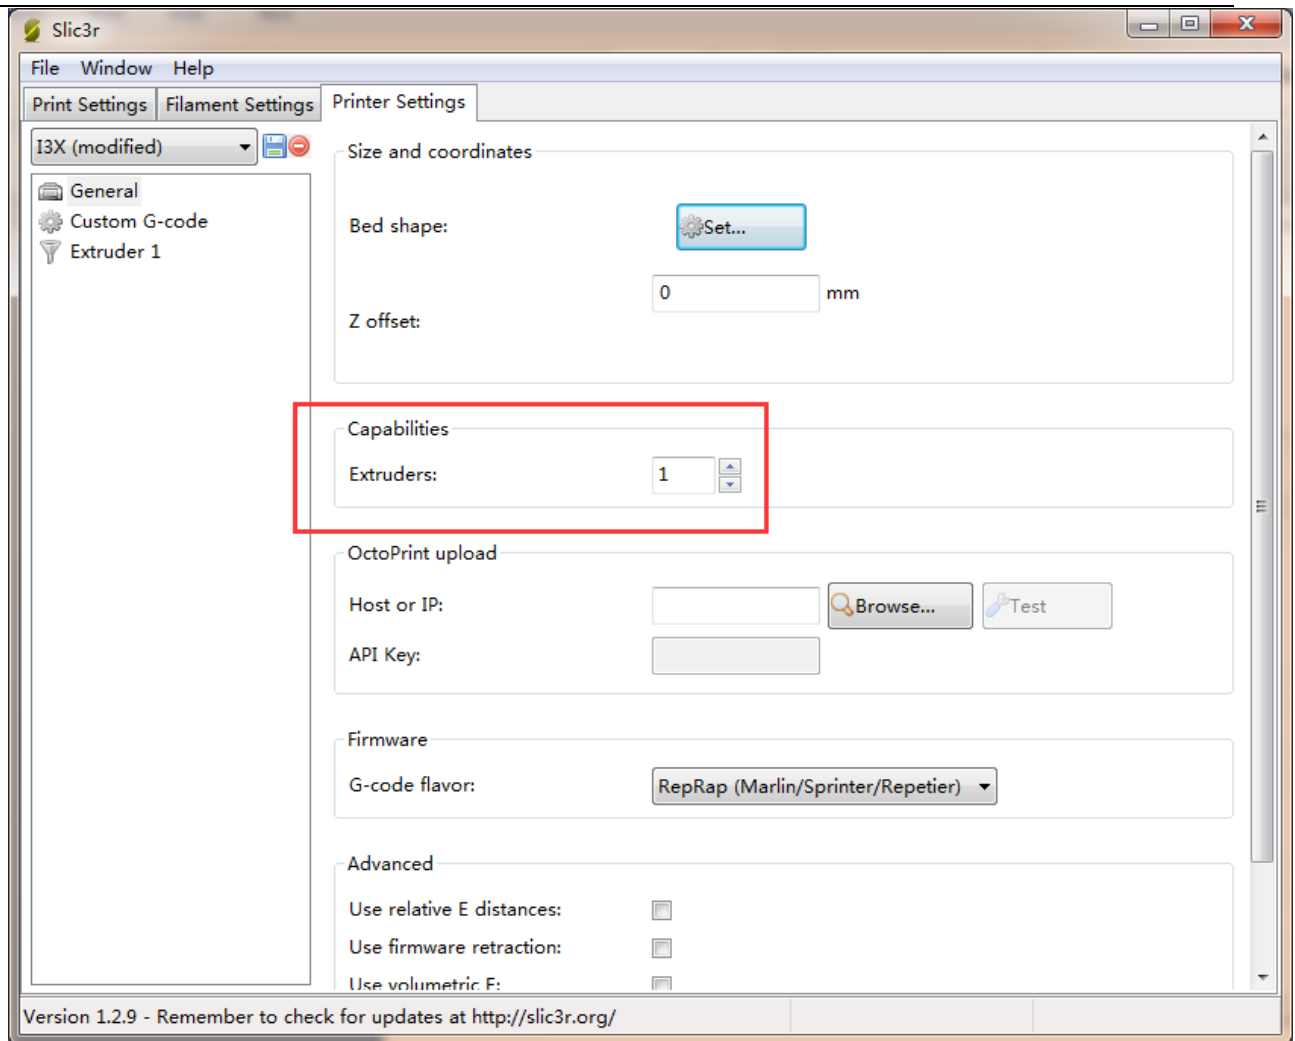 Slic3r
File Window Help
Print Settings Filament Settings Printer Settings
I3X (modified)
General
Custom G-code
Extruder 1
Size and coordinates
Bed shape: Set...
0 mm
Z offset:
Capabilities
Extruders: 1
OctoPrint upload
Host or IP: Browse... Test
API Key:
Firmware
G-code flavor: RepRap (Marlin/Sprinter/Repetier)
Advanced
Use relative E distances:
Use firmware retraction:
Use volumetric E:
Version 1.2.9 - Remember to check for updates at http://slic3r.org/